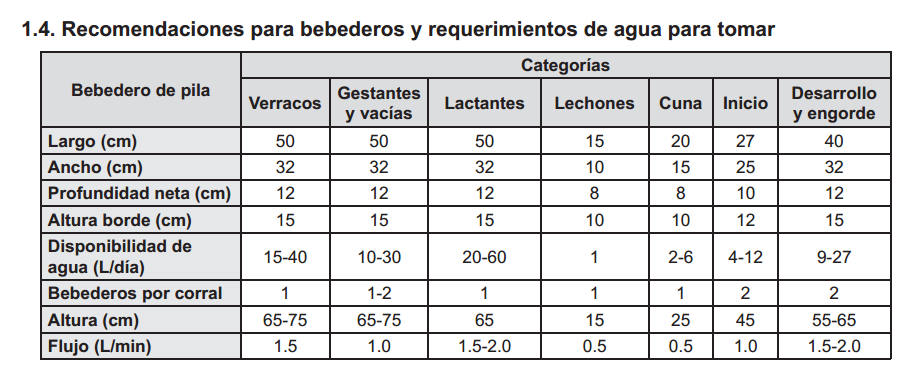 1.4. Recomendaciones para bebederos y requerimientos de agua para tomar
Bebedero de pila Categorías
Verracos Gestantes y vacías Lactantes Lechones Cuna Inicio Desarrollo y engorde
Largo (cm) 50 50 50 15 20 27 40
Ancho (cm) 32 32 32 10 15 25 32
Profundidad neta (cm) 12 12 12 8 8 10 12
Altura borde (cm) 15 15 15 10 10 12 15
Disponibilidad de agua (L/día) 15-40 10-30 20-60 1 2-6 4-12 9-27
Bebederos por corral 1 1-2 1 1 1 2 2
Altura (cm) 65-75 65-75 65 15 25 45 55-65
Flujo (L/min) 1.5 1.0 1.5-2.0 0.5 0.5 1.0 1.5-2.0